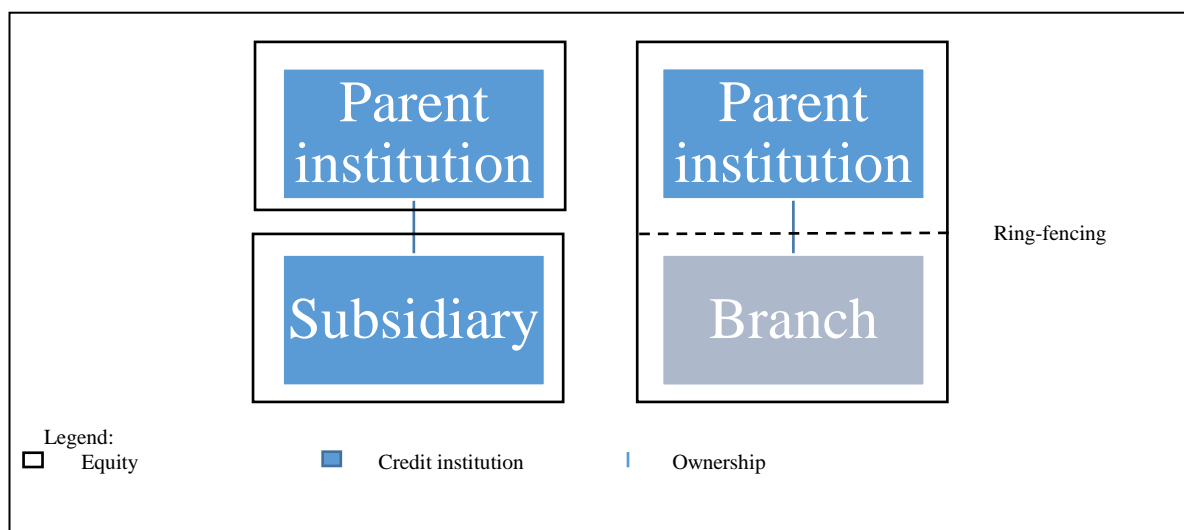 Parent
institution
Parent
institution
Ring-fencing
Subsidiary
Branch
Legend:
Equity
Credit institution
Ownership